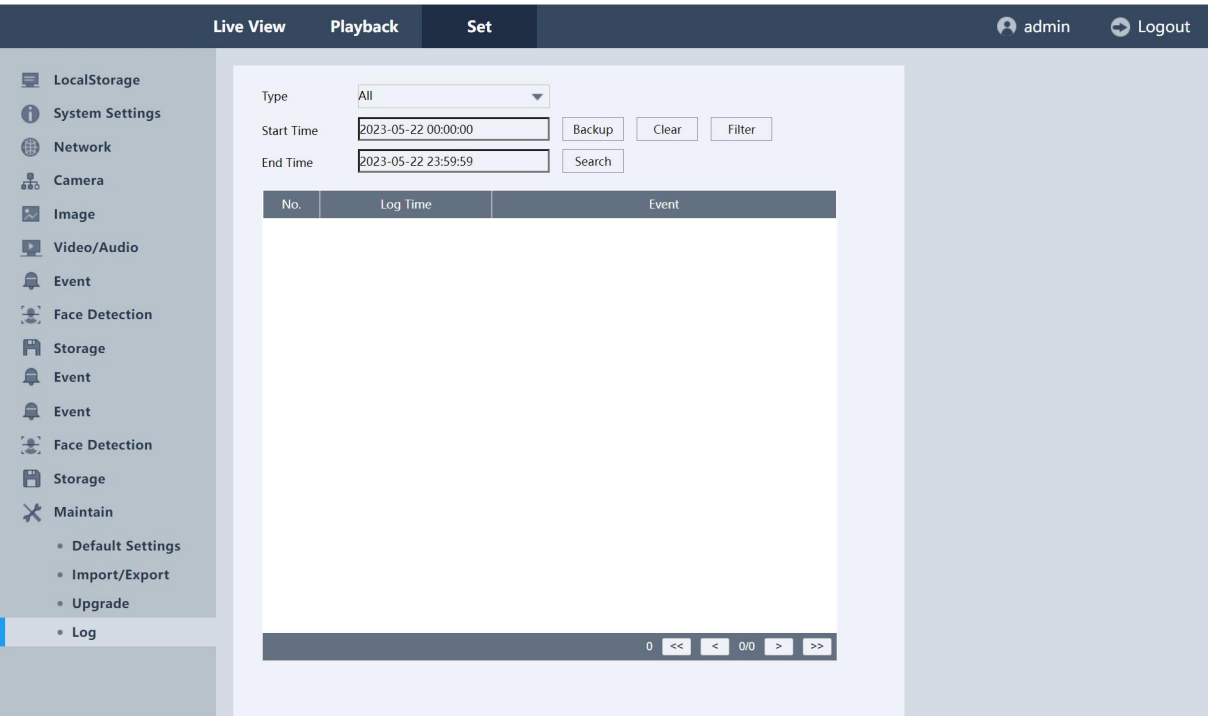 Live View Playback Set admin Logout
LocalStorage
System Settings
Network
Camera
Image
Video/Audio
Event
Face Detection
Storage
Event
Event
Face Detection
Storage
Maintain
Default Settings
Import/Export
Upgrade
Log
Type All
Start Time 2023-05-22 00:00:00 Backup Clear Filter
End Time 2023-05-22 23:59:59 Search
No. Log Time Event
0 << < 0/0 > >>